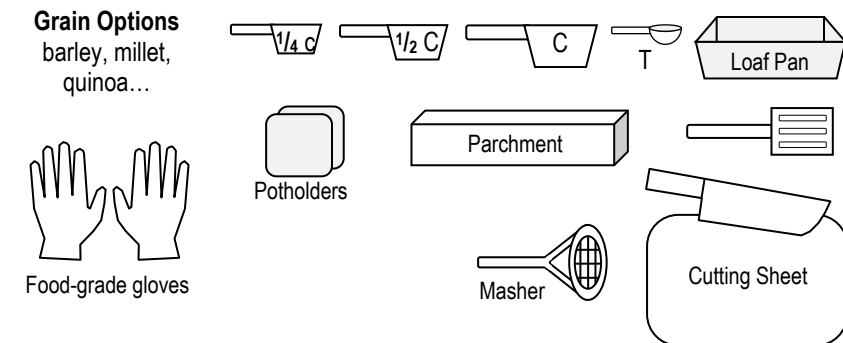 Grain Options
barley, millet,
quinoa…
1/4 c
1/2 C
C
T
Loaf Pan
Parchment
Potholders
Food-grade gloves
Masher
Cutting Sheet